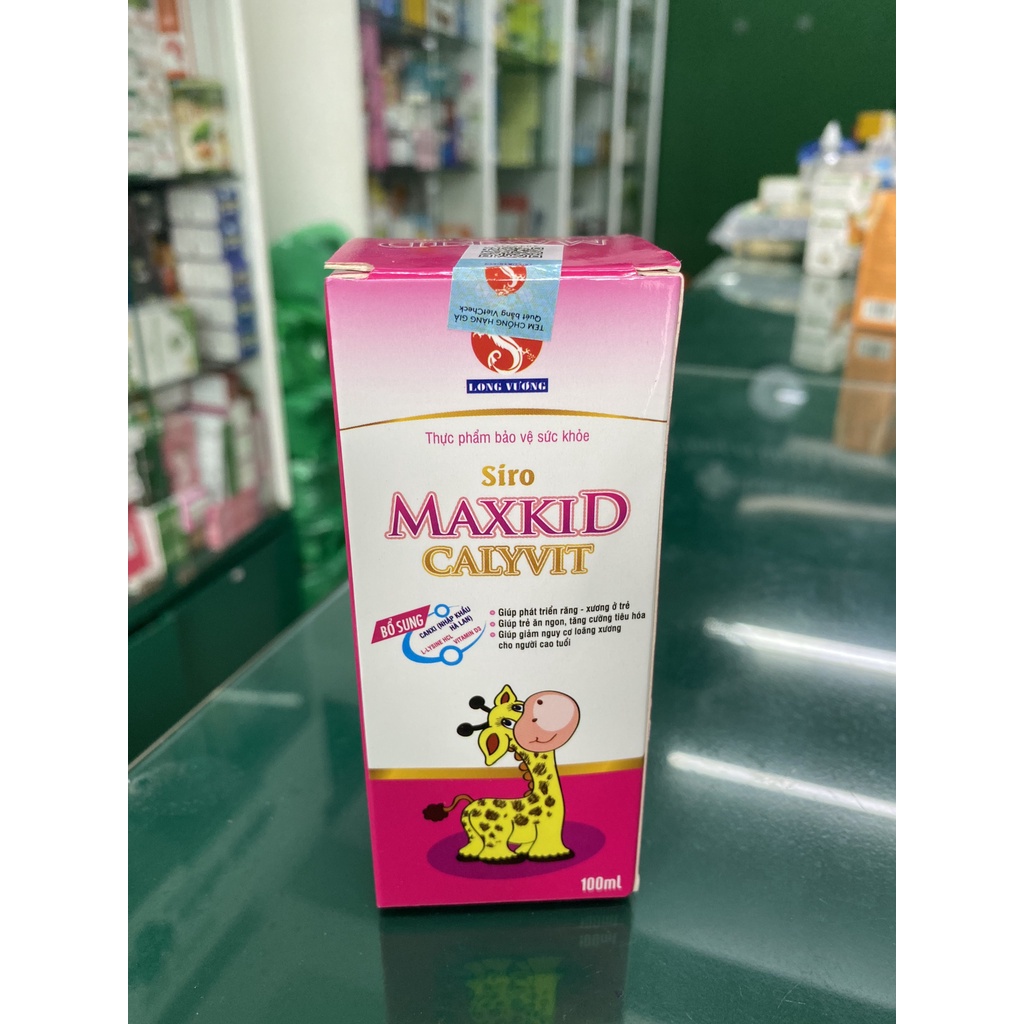 TEM CHỐNG HÀNG GIẢ
Quét bằng VietCheck
LONG VƯƠNG
Thực phẩm bảo vệ sức khỏe
Siro
MAXKID
CALYVIT
BỔ SUNG
CANXI (NHẬP KHẨU
HÀ LAN)
L-LYSINE HCL
VITAMIN D3
Giúp phát triển răng - xương ở trẻ
Giúp trẻ ăn ngon, tăng cường tiêu hóa
Giúp giảm nguy cơ loãng xương
cho người cao tuổi
100ml